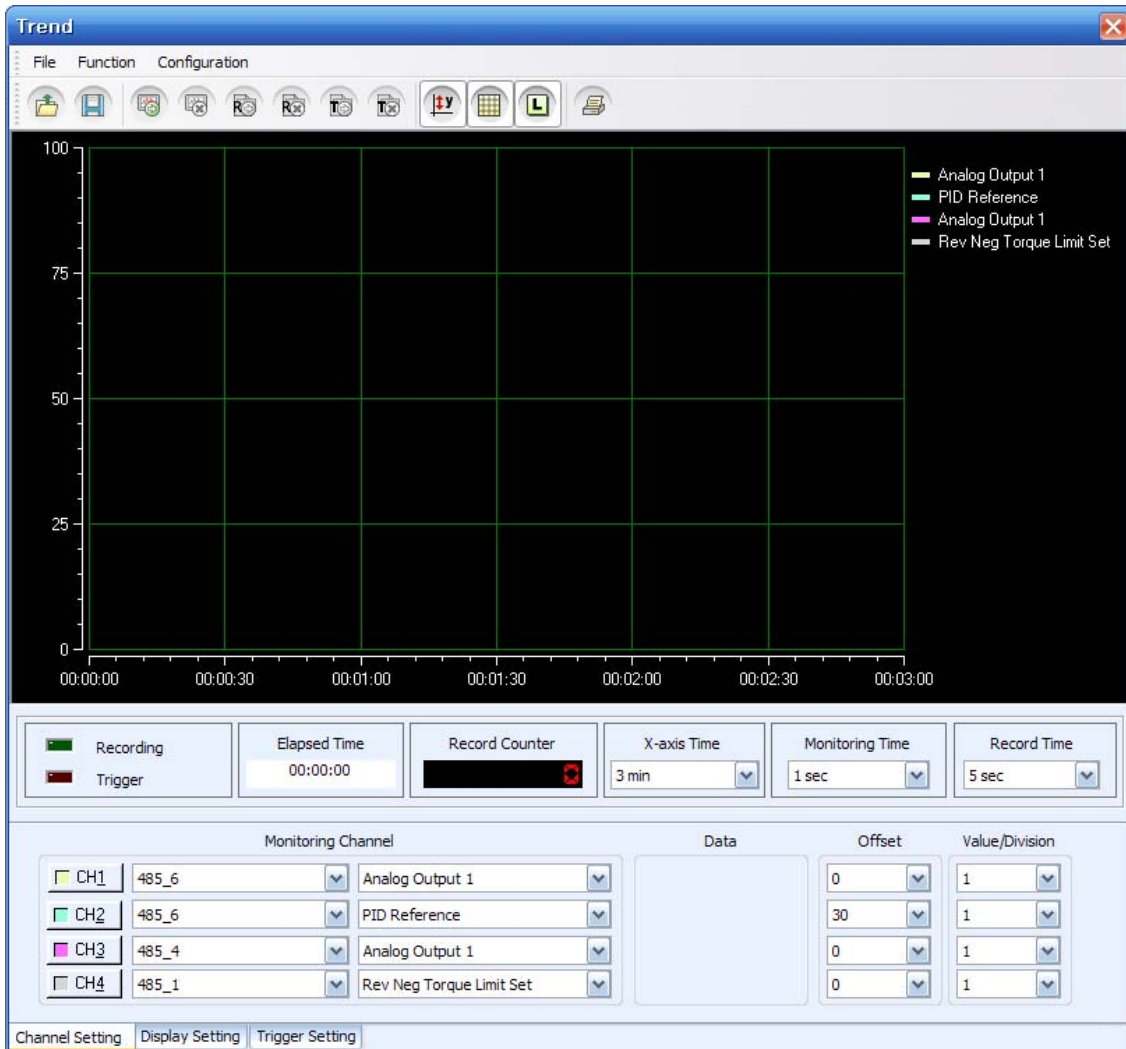 Trend
File Function Configuration
R R T T y L
100
75
50
25
0
Analog Output 1
PID Reference
Analog Output 1
Rev Neg Torque Limit Set
00:00:00 00:00:30 00:01:00 00:01:30 00:02:00 00:02:30 00:03:00
Recording
Trigger
Elapsed Time
00:00:00
Record Counter
0
X-axis Time
3 min
Monitoring Time
1 sec
Record Time
5 sec
Monitoring Channel Data Offset Value/Division
CH1 485_6 Analog Output 1 0 1
CH2 485_6 PID Reference 30 1
CH3 485_4 Analog Output 1 0 1
CH4 485_1 Rev Neg Torque Limit Set 0 1
Channel Setting Display Setting Trigger Setting